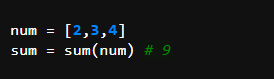 num = [2,3,4]
sum = sum(num) # 9